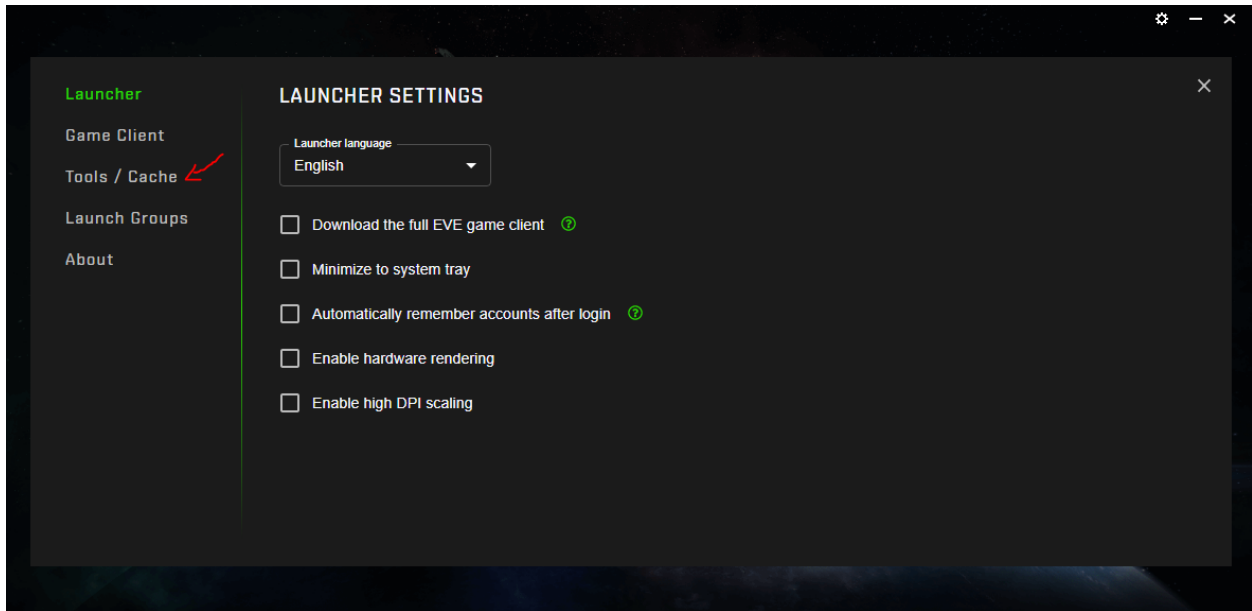 Launcher
Game Client
Tools / Cache
Launch Groups
About
LAUNCHER SETTINGS
Launcher language
English
Download the full EVE game client
Minimize to system tray
Automatically remember accounts after login
Enable hardware rendering
Enable high DPI scaling